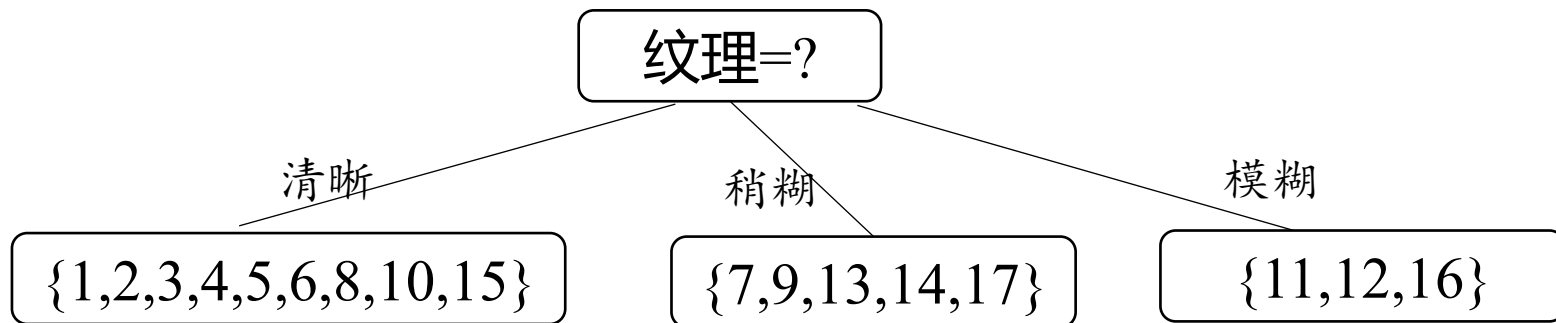 纹理=?
清晰
稍糊
模糊
{1,2,3,4,5,6,8,10,15}
{7,9,13,14,17}
{11,12,16}